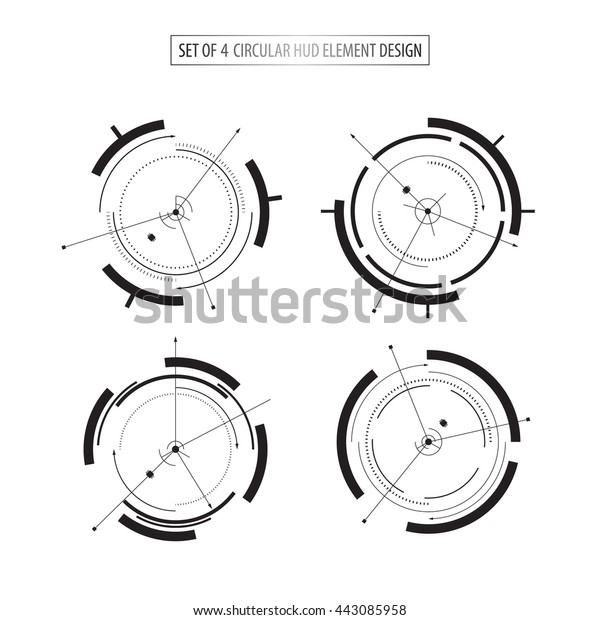 SET OF 4 CIRCULAR HUD ELEMENT DESIGN
shutterstock
www.shutterstock.com · 443085958